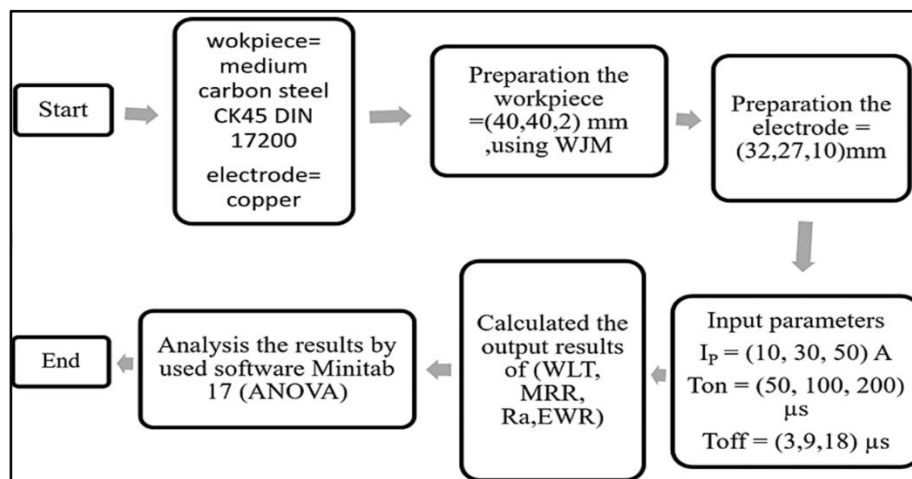 Start
wokpiece=
medium
carbon steel
CK45 DIN
17200
electrode=
copper
Preparation the
workpiece
=(40,40,2) mm
,using WJM
Preparation the
electrode =
(32,27,10)mm
Input parameters
I_P = (10, 30, 50) A
Ton = (50, 100, 200)
µs
Toff = (3,9,18) µs
Calculated the
output results
of (WLT,
MRR,
Ra,EWR)
Analysis the results by
used software Minitab
17 (ANOVA)
End